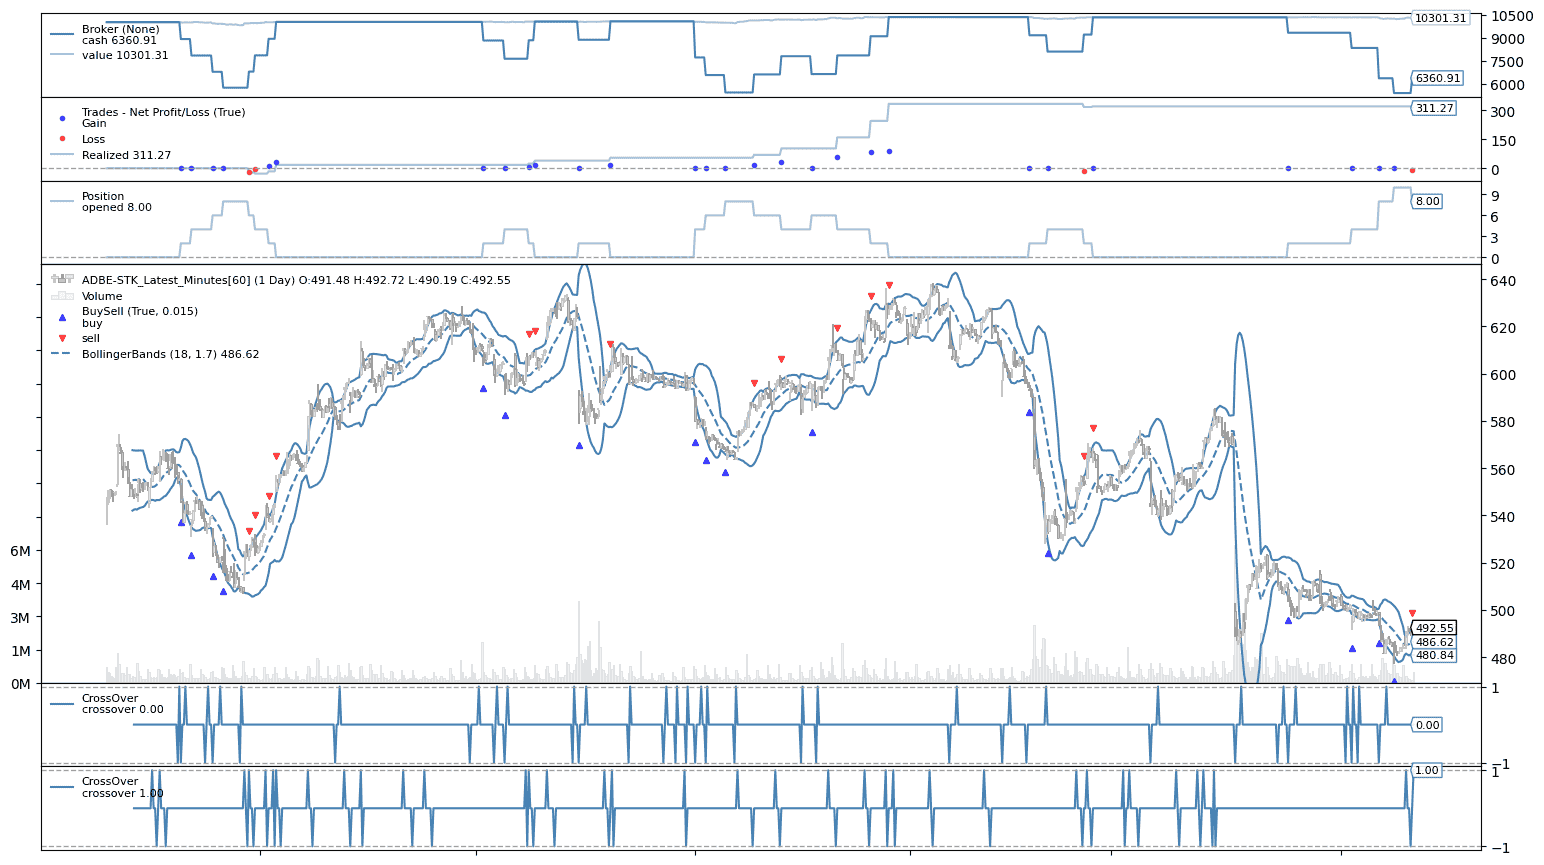 Broker (None)
cash 6360.91
value 10301.31
10500
10301.31
9000
7500
6360.91
6000
Trades - Net Profit/Loss (True)
Gain
Loss
Realized 311.27
311.27
300
150
0
Position
opened 8.00
9
8.00
6
3
0
ADBE-STK_Latest_Minutes[60] (1 Day) O:491.48 H:492.72 L:490.19 C:492.55
Volume
BuySell (True, 0.015)
buy
sell
BollingerBands (18, 1.7) 486.62
640
620
600
580
560
540
520
500
492.55
486.62
480.84
480
6M
4M
3M
1M
0M
CrossOver
crossover 0.00
1
0.00
−1
CrossOver
crossover 1.00
1.00
1
−1